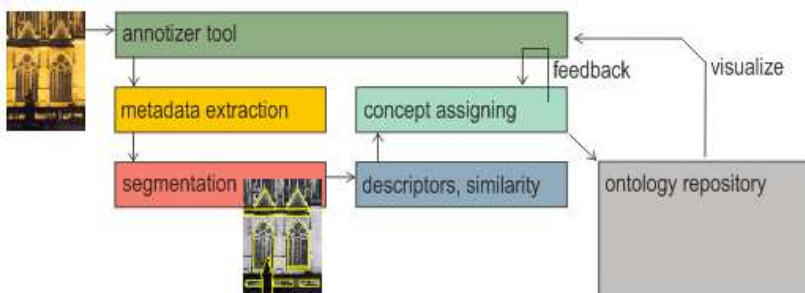 annotizer tool
feedback
visualize
metadata extraction
concept assigning
segmentation
descriptors, similarity
ontology repository